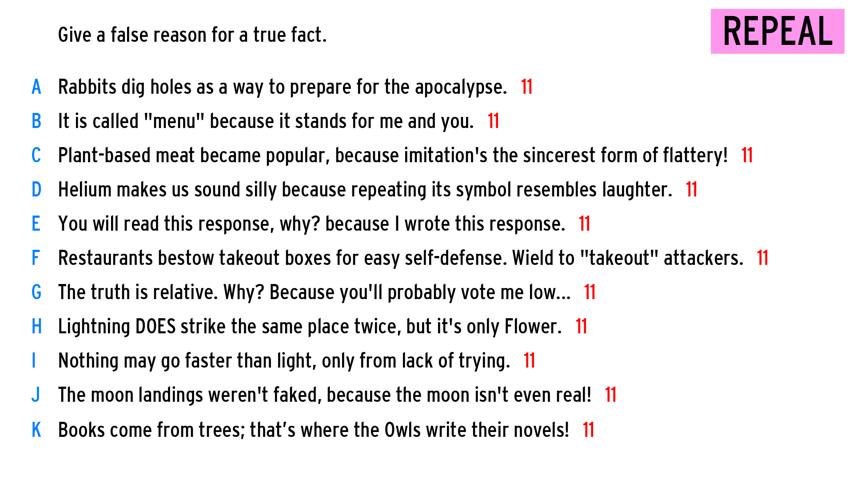 Give a false reason for a true fact.
REPEAL
A Rabbits dig holes as a way to prepare for the apocalypse. 11
B It is called "menu" because it stands for me and you. 11
C Plant-based meat became popular, because imitation's the sincerest form of flattery! 11
D Helium makes us sound silly because repeating its symbol resembles laughter. 11
E You will read this response, why? because I wrote this response. 11
F Restaurants bestow takeout boxes for easy self-defense. Wield to "takeout" attackers. 11
G The truth is relative. Why? Because you'll probably vote me low... 11
H Lightning DOES strike the same place twice, but it's only Flower. 11
I Nothing may go faster than light, only from lack of trying. 11
J The moon landings weren't faked, because the moon isn't even real! 11
K Books come from trees; that’s where the Owls write their novels! 11